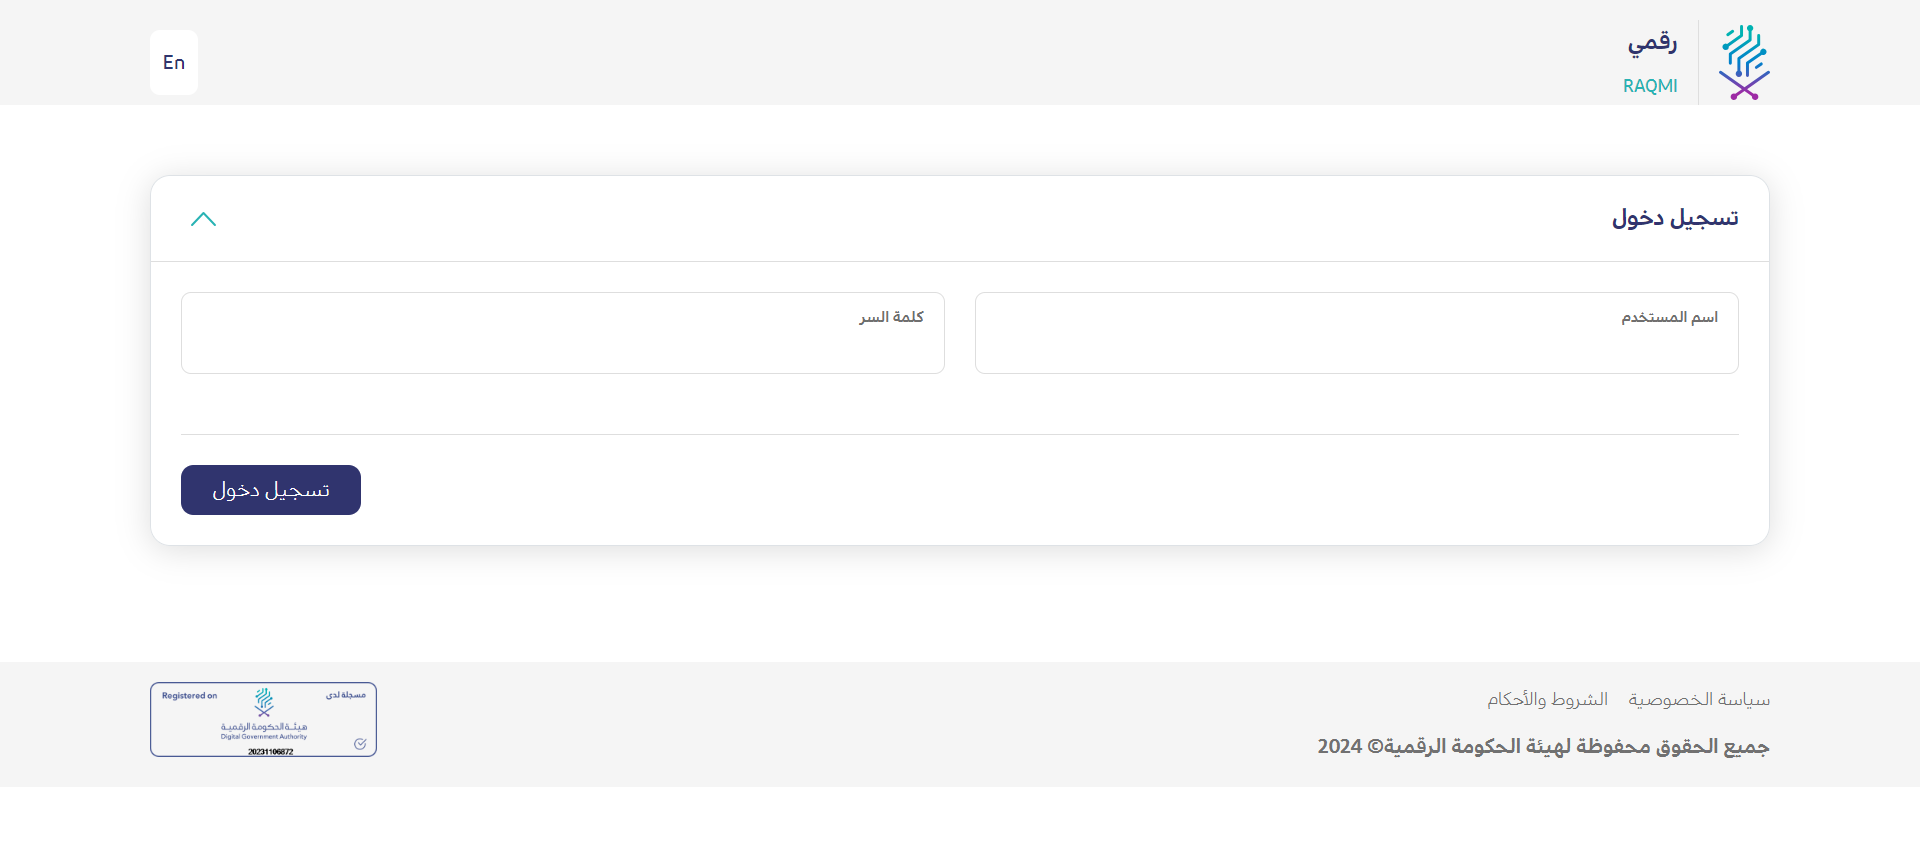 رقمي
RAQMI
En
تسجيل دخول
اسم المستخدم
كلمة السر
تسجيل دخول
سياسة الخصوصية
الشروط والأحكام
جميع الحقوق محفوظة لهيئة الحكومة الرقمية© 2024
مسجلة لدى
Registered on
هيئة الحكومة الرقمية
Digital Government Authority
20231106872